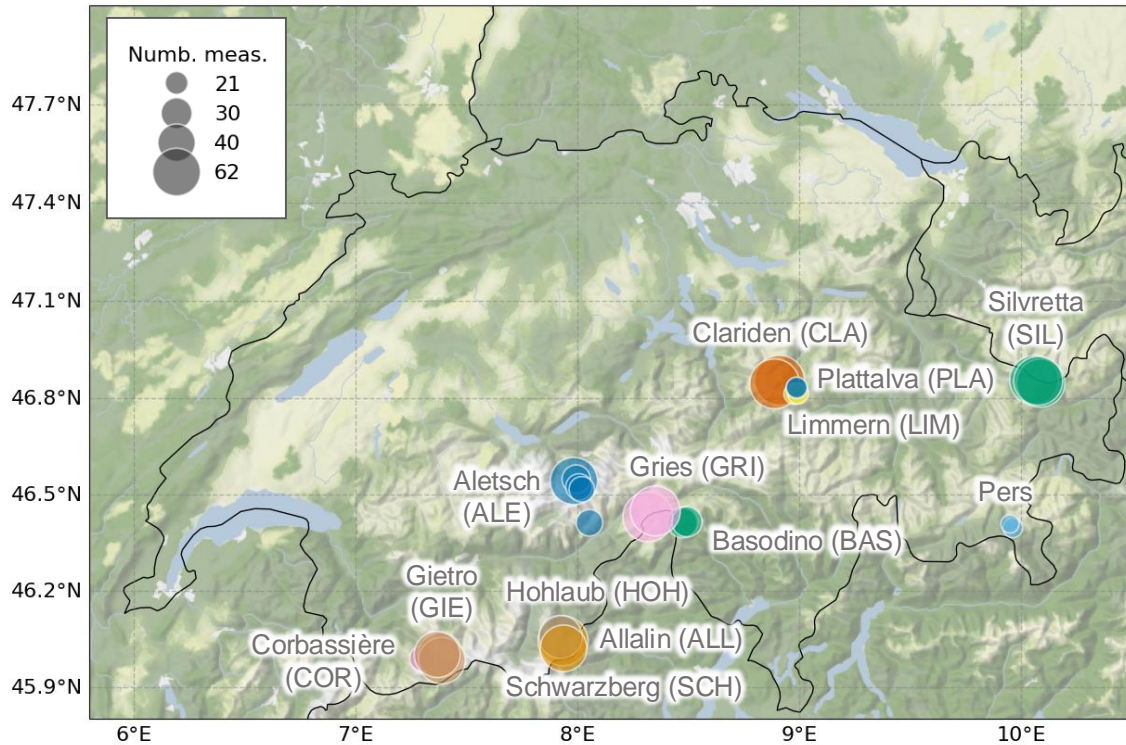 Numb. meas.
21
30
40
62
47.7°N
47.4°N
47.1°N
46.8°N
46.5°N
46.2°N
45.9°N
Silvretta
(SIL)
Clariden (CLA)
Plattalva (PLA)
Limmern (LIM)
Gries (GRI)
Aletsch
(ALE)
Pers
Basodino (BAS)
Gietro
(GIE)
Hohlaub (HOH)
Corbassière
(COR)
Allalin (ALL)
Schwarzberg (SCH)
6°E
7°E
8°E
9°E
10°E